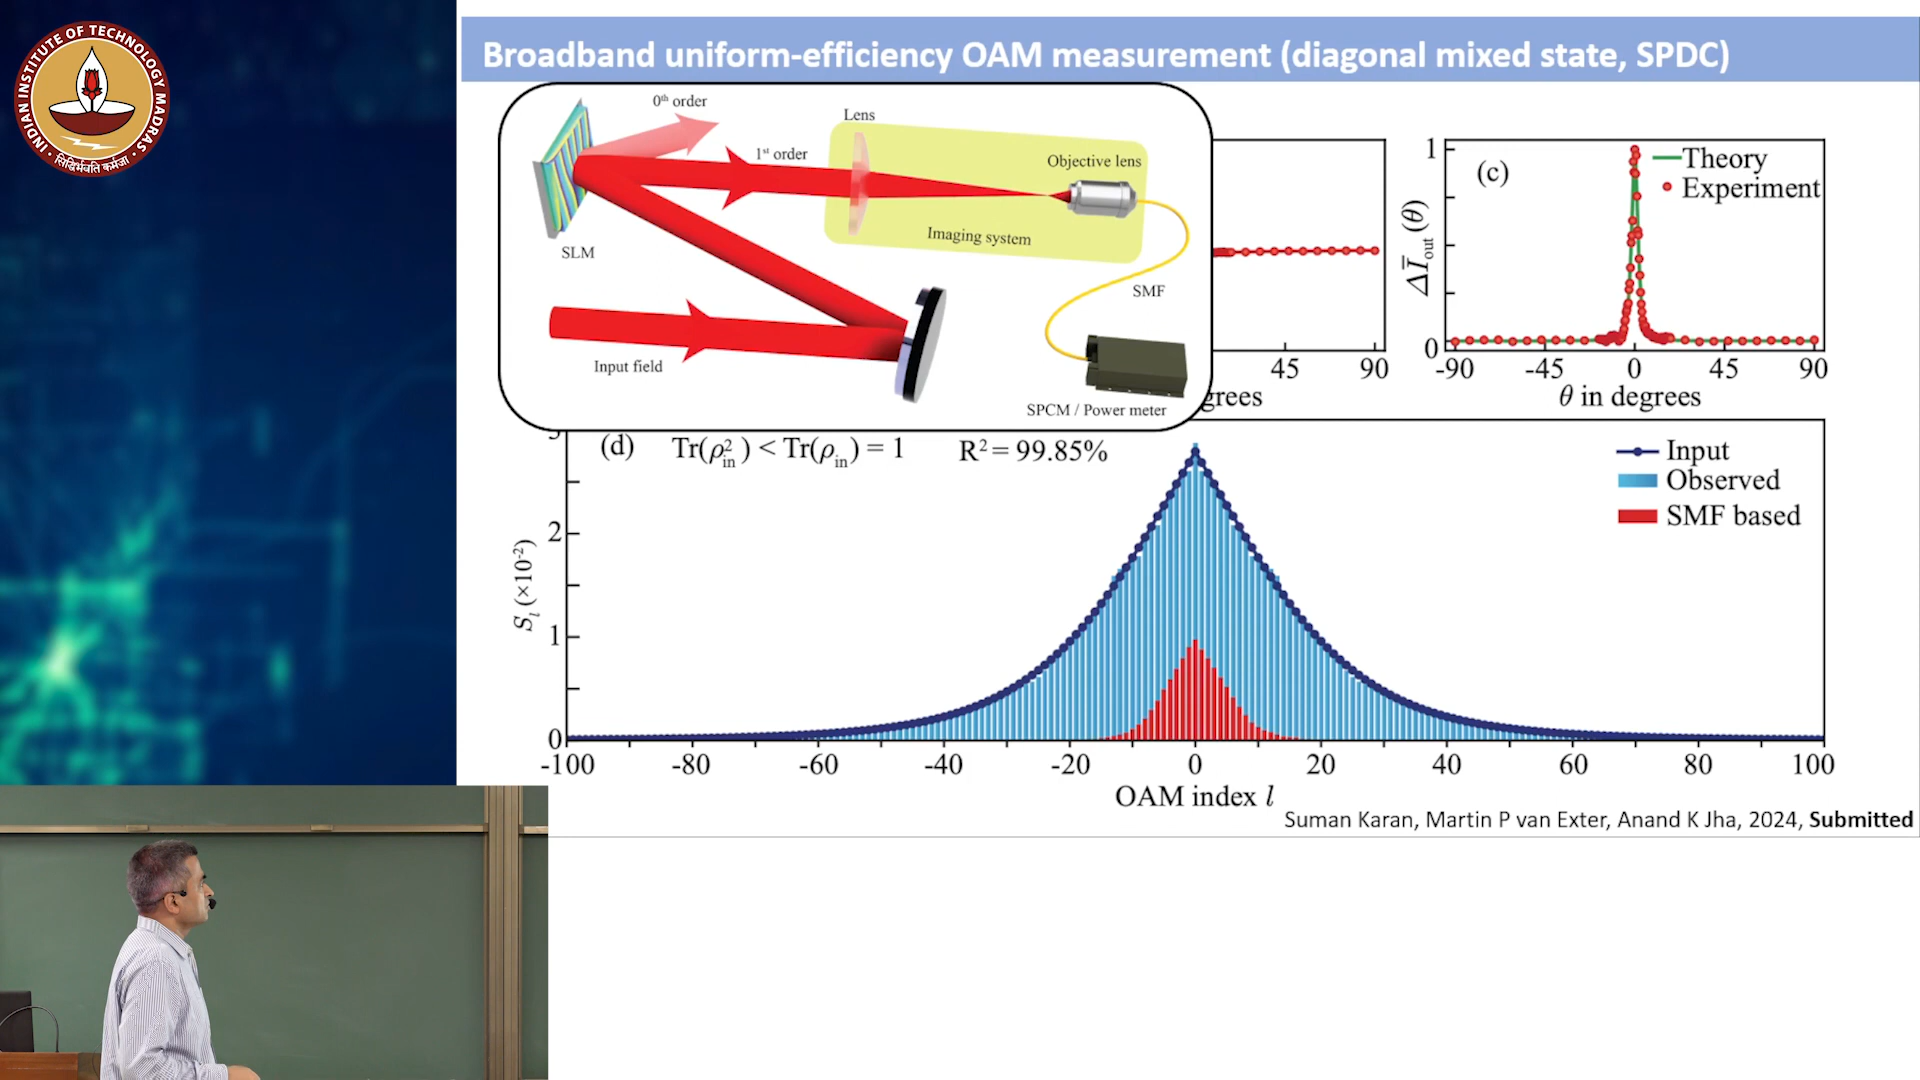 INDIAN INSTITUTE OF TECHNOLOGY MADRAS
सिद्धिर्भवति कर्मजा
Broadband uniform-efficiency OAM measurement (diagonal mixed state, SPDC)
0th order
Lens
1st order
Objective lens
Imaging system
SLM
SMF
Input field
SPCM / Power meter
45 90
grees
(c)
Theory
Experiment
ΔI̅out (θ)
1
0
-90 -45 0 45 90
θ in degrees
(d) Tr(ρ²in) < Tr(ρin) = 1 R² = 99.85%
Input
Observed
SMF based
Sl (×10⁻²)
3
2
1
0
-100 -80 -60 -40 -20 0 20 40 60 80 100
OAM index l
Suman Karan, Martin P van Exter, Anand K Jha, 2024, Submitted